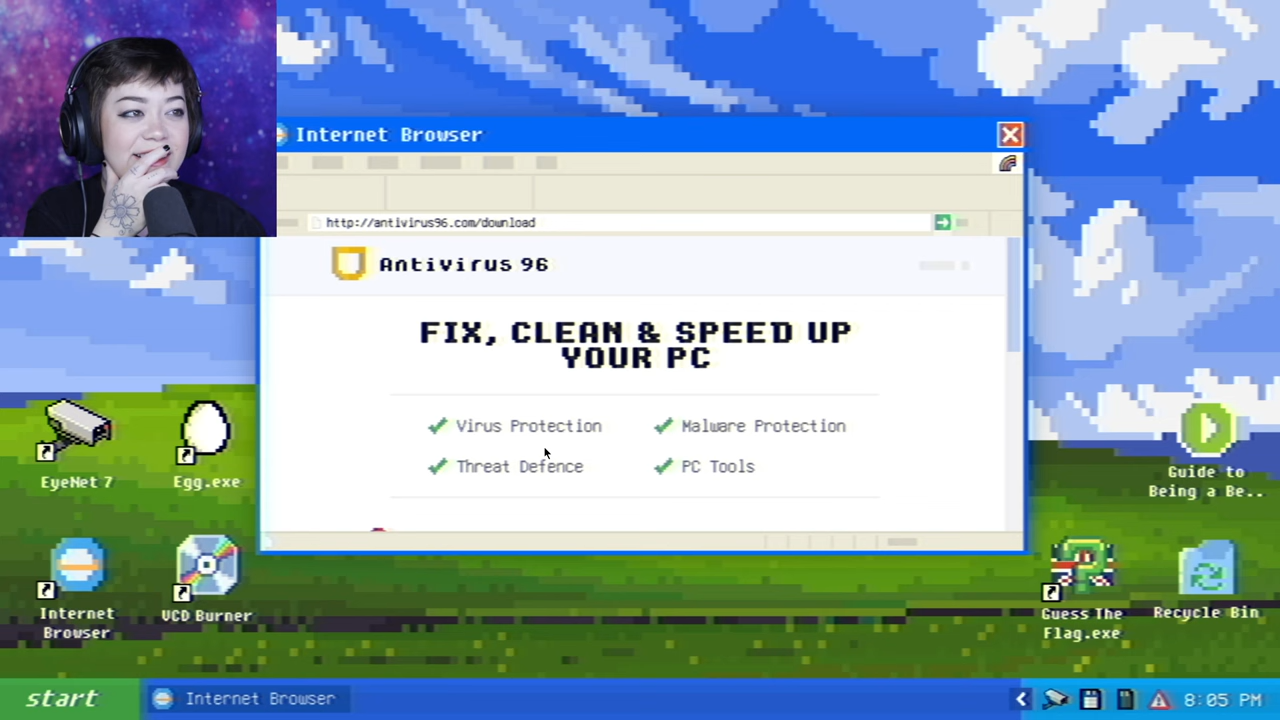 Internet Browser
http://antivirus96.com/download
Antivirus 96
FIX, CLEAN & SPEED UP
YOUR PC
Virus Protection
Malware Protection
Threat Defence
PC Tools
EyeNet 7
Egg.exe
Guide to
Being a Be..
Internet
Browser
VCD Burner
Guess The
Flag.exe
Recycle Bin
start
Internet Browser
8:05 PM